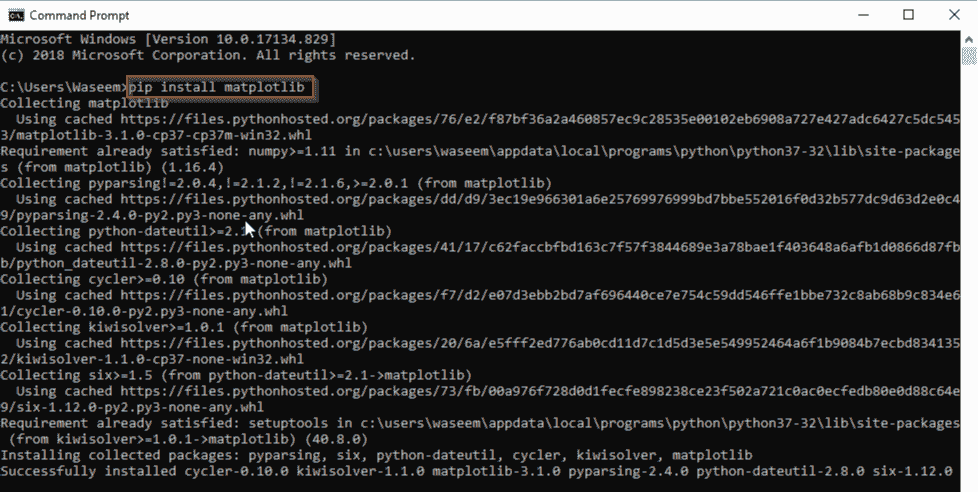 Command Prompt
Microsoft Windows [Version 10.0.17134.829]
(c) 2018 Microsoft Corporation. All rights reserved.
C:\Users\Waseem>pip install matplotlib
Collecting matplotlib
Using cached https://files.pythonhosted.org/packages/76/e2/f87bf36a2a460857ec9c28535e00102eb6908a727e427adc6427c5dc545
3/matplotlib-3.1.0-cp37-cp37m-win32.whl
Requirement already satisfied: numpy>=1.11 in c:\users\waseem\appdata\local\programs\python\python37-32\lib\site-package
s (from matplotlib) (1.16.4)
Collecting pyparsing!=2.0.4,!=2.1.2,!=2.1.6,>=2.0.1 (from matplotlib)
Using cached https://files.pythonhosted.org/packages/dd/d9/3ec19e966301a6e25769976999bd7bbe552016f0d32b577dc9d63d2e0c4
9/pyparsing-2.4.0-py2.py3-none-any.whl
Collecting python-dateutil>=2.1 (from matplotlib)
Using cached https://files.pythonhosted.org/packages/41/17/c62faccbfbd163c7f57f3844689e3a78bae1f403648a6afb1d0866d87fb
b/python_dateutil-2.8.0-py2.py3-none-any.whl
Collecting cycler>=0.10 (from matplotlib)
Using cached https://files.pythonhosted.org/packages/f7/d2/e07d3ebb2bd7af696440ce7e754c59dd546ffe1bbe732c8ab68b9c834e6
1/cycler-0.10.0-py2.py3-none-any.whl
Collecting kiwisolver>=1.0.1 (from matplotlib)
Using cached https://files.pythonhosted.org/packages/20/6a/e5fff2ed776ab0cd11d7c1d5d3e5e549952464a6f1b9084b7ecbd834135
2/kiwisolver-1.1.0-cp37-none-win32.whl
Collecting six>=1.5 (from python-dateutil>=2.1->matplotlib)
Using cached https://files.pythonhosted.org/packages/73/fb/00a976f728d0d1fecfe898238ce23f502a721c0ac0ecfedb80e0d88c64e
9/six-1.12.0-py2.py3-none-any.whl
Requirement already satisfied: setuptools in c:\users\waseem\appdata\local\programs\python\python37-32\lib\site-packages
(from kiwisolver>=1.0.1->matplotlib) (40.8.0)
Installing collected packages: pyparsing, six, python-dateutil, cycler, kiwisolver, matplotlib
Successfully installed cycler-0.10.0 kiwisolver-1.1.0 matplotlib-3.1.0 pyparsing-2.4.0 python-dateutil-2.8.0 six-1.12.0